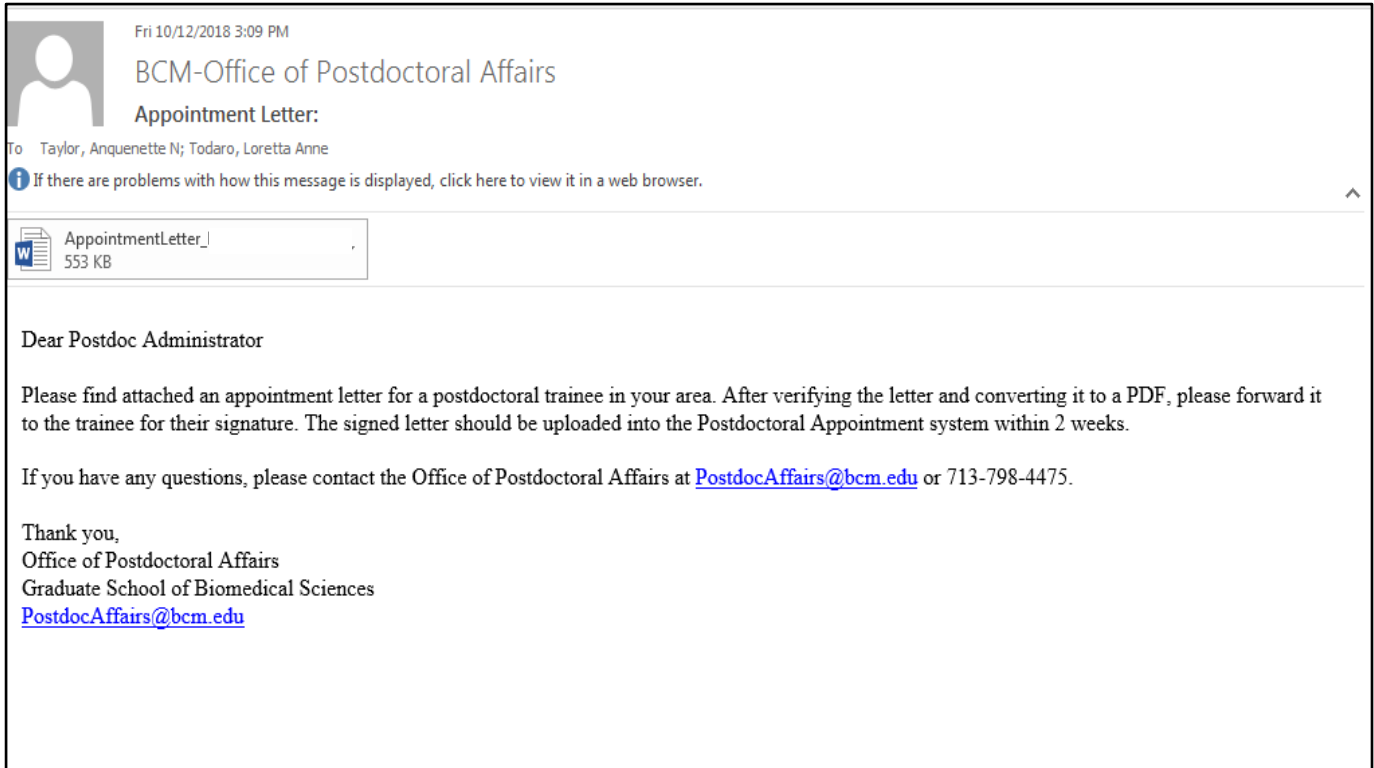 Fri 10/12/2018 3:09 PM
BCM-Office of Postdoctoral Affairs
Appointment Letter:
To Taylor, Anquenette N; Todaro, Loretta Anne
If there are problems with how this message is displayed, click here to view it in a web browser.
AppointmentLetter_
553 KB
Dear Postdoc Administrator
Please find attached an appointment letter for a postdoctoral trainee in your area. After verifying the letter and converting it to a PDF, please forward it
to the trainee for their signature. The signed letter should be uploaded into the Postdoctoral Appointment system within 2 weeks.
If you have any questions, please contact the Office of Postdoctoral Affairs at PostdocAffairs@bcm.edu or 713-798-4475.
Thank you,
Office of Postdoctoral Affairs
Graduate School of Biomedical Sciences
PostdocAffairs@bcm.edu